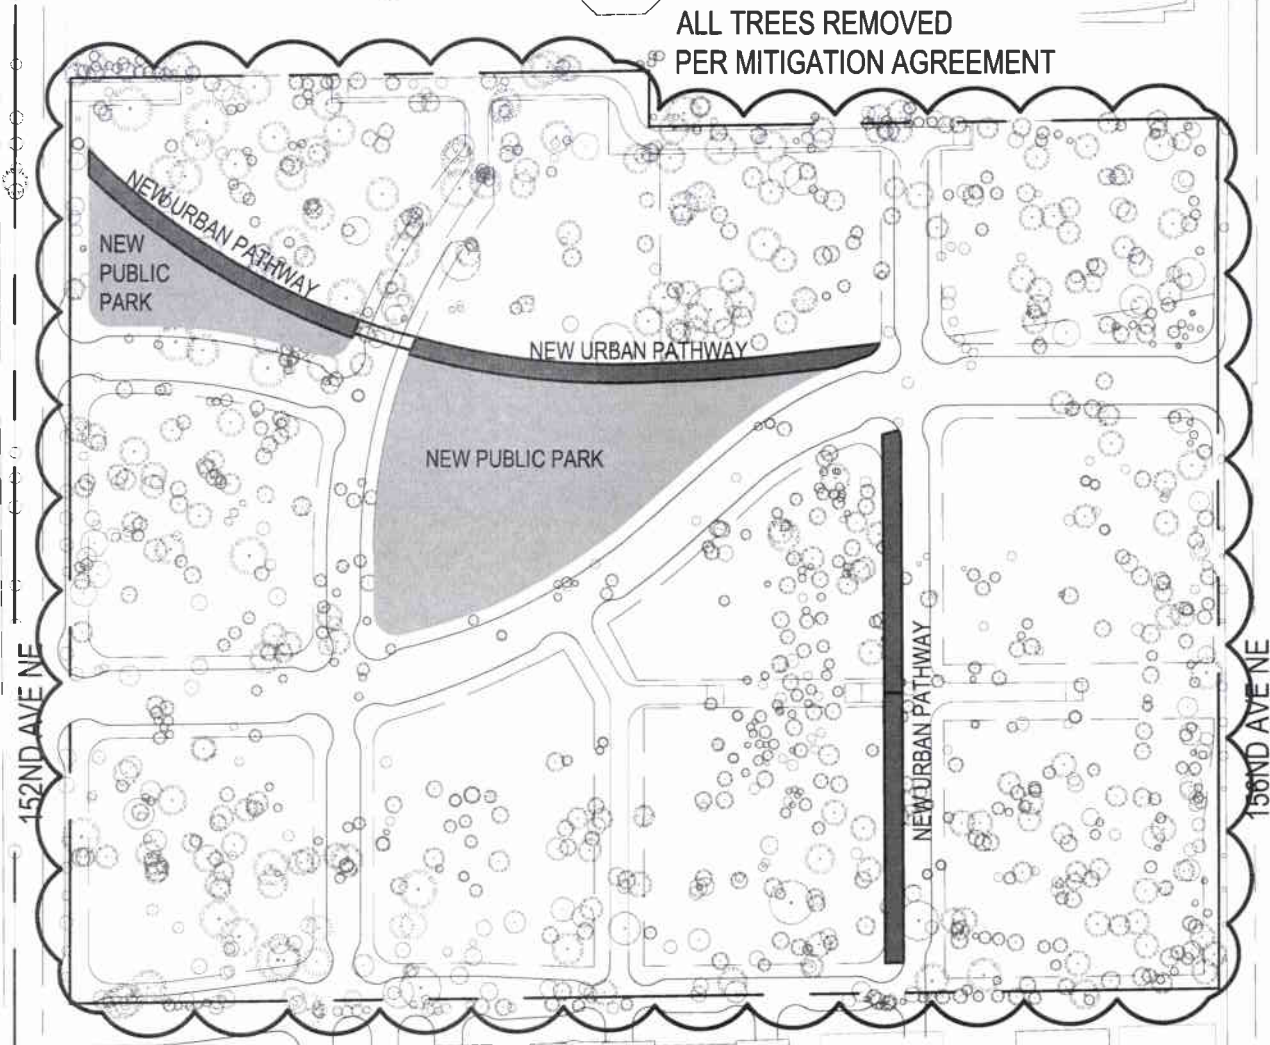 ALL TREES REMOVED
PER MITIGATION AGREEMENT
NEW URBAN PATHWAY
NEW
PUBLIC
PARK
NEW URBAN PATHWAY
NEW PUBLIC PARK
152ND AVE NE
NEW URBAN PATHWAY
156ND AVE NE